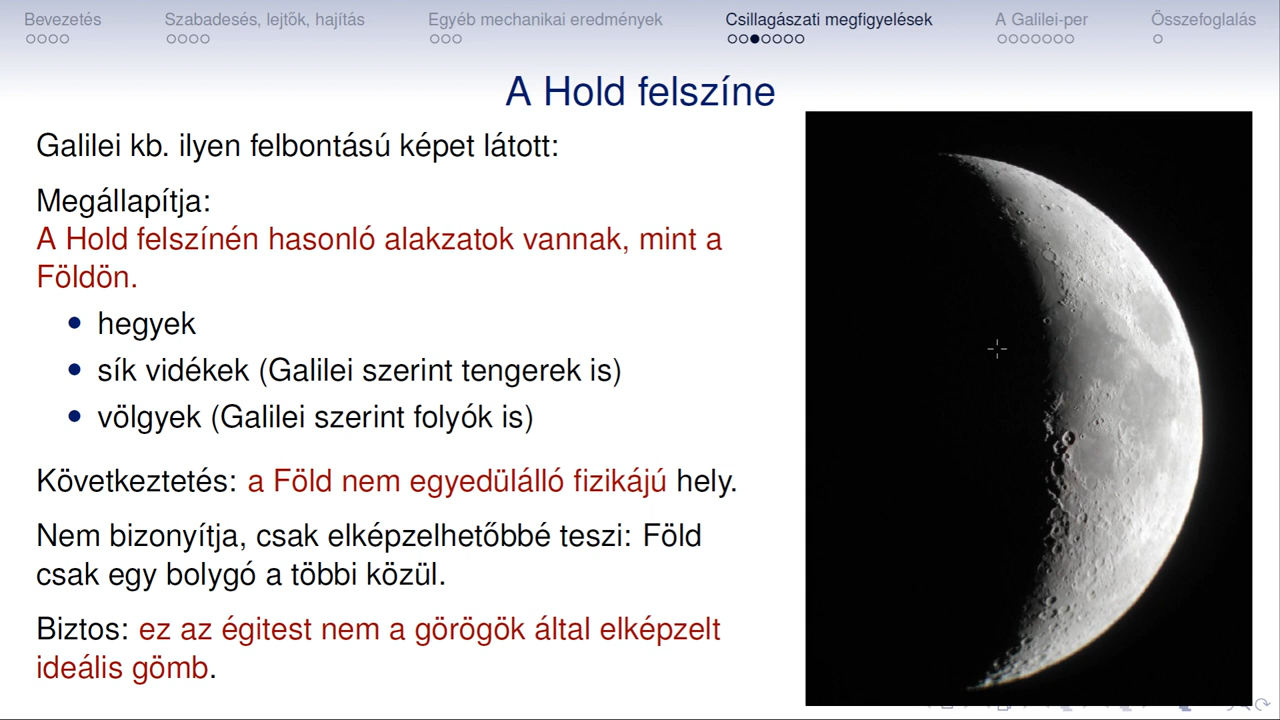 Bevezetés Szabadesés, lejtők, hajítás Egyéb mechanikai eredmények Csillagászati megfigyelések A Galilei-per Összefoglalás
A Hold felszíne
Galilei kb. ilyen felbontású képet látott:
Megállapítja:
A Hold felszínén hasonló alakzatok vannak, mint a
Földön.
hegyek
sík vidékek (Galilei szerint tengerek is)
völgyek (Galilei szerint folyók is)
Következtetés: a Föld nem egyedülálló fizikájú hely.
Nem bizonyítja, csak elképzelhetőbbé teszi: Föld
csak egy bolygó a többi közül.
Biztos: ez az égitest nem a görögök által elképzelt
ideális gömb.